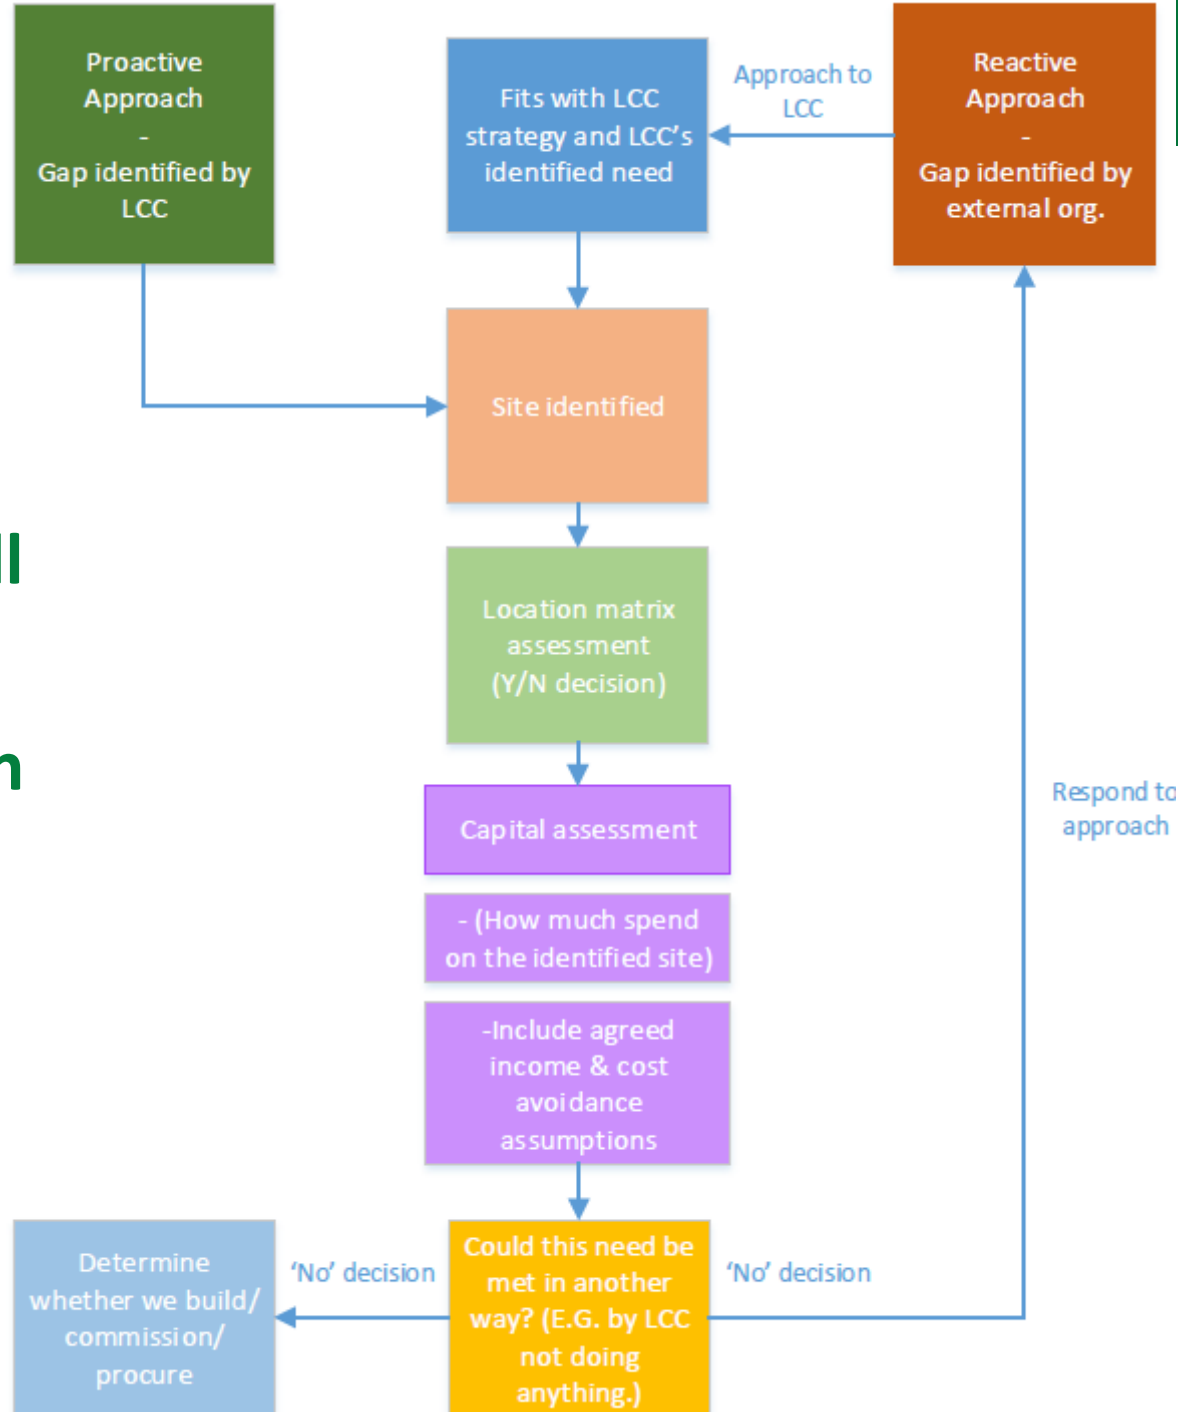 Proactive
Approach
-
Gap identified by
LCC
Fits with LCC
strategy and LCC's
identified need
Approach to
LCC
Reactive
Approach
-
Gap identified by
external org.
Site identified
ll
Location matrix
assessment
(Y/N decision)
n
Capital assessment
- (How much spend
on the identified site)
-Include agreed
income & cost
avoidance
assumptions
Respond to
approach
Determine
whether we build/
commission/
procure
'No' decision
Could this need be
met in another
way? (E.G. by LCC
not doing
anything.)
'No' decision